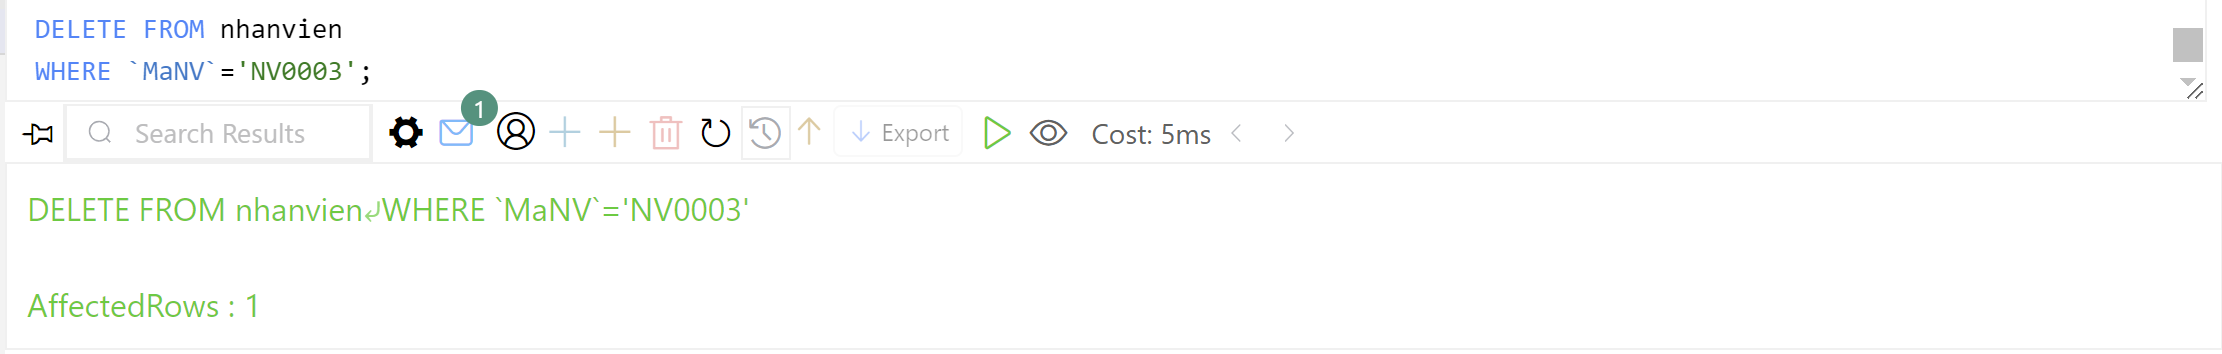 DELETE FROM nhanvien
WHERE `MaNV`='NV0003';
1
Search Results
Export
Cost: 5ms
DELETE FROM nhanvien↲WHERE `MaNV`='NV0003'
AffectedRows : 1